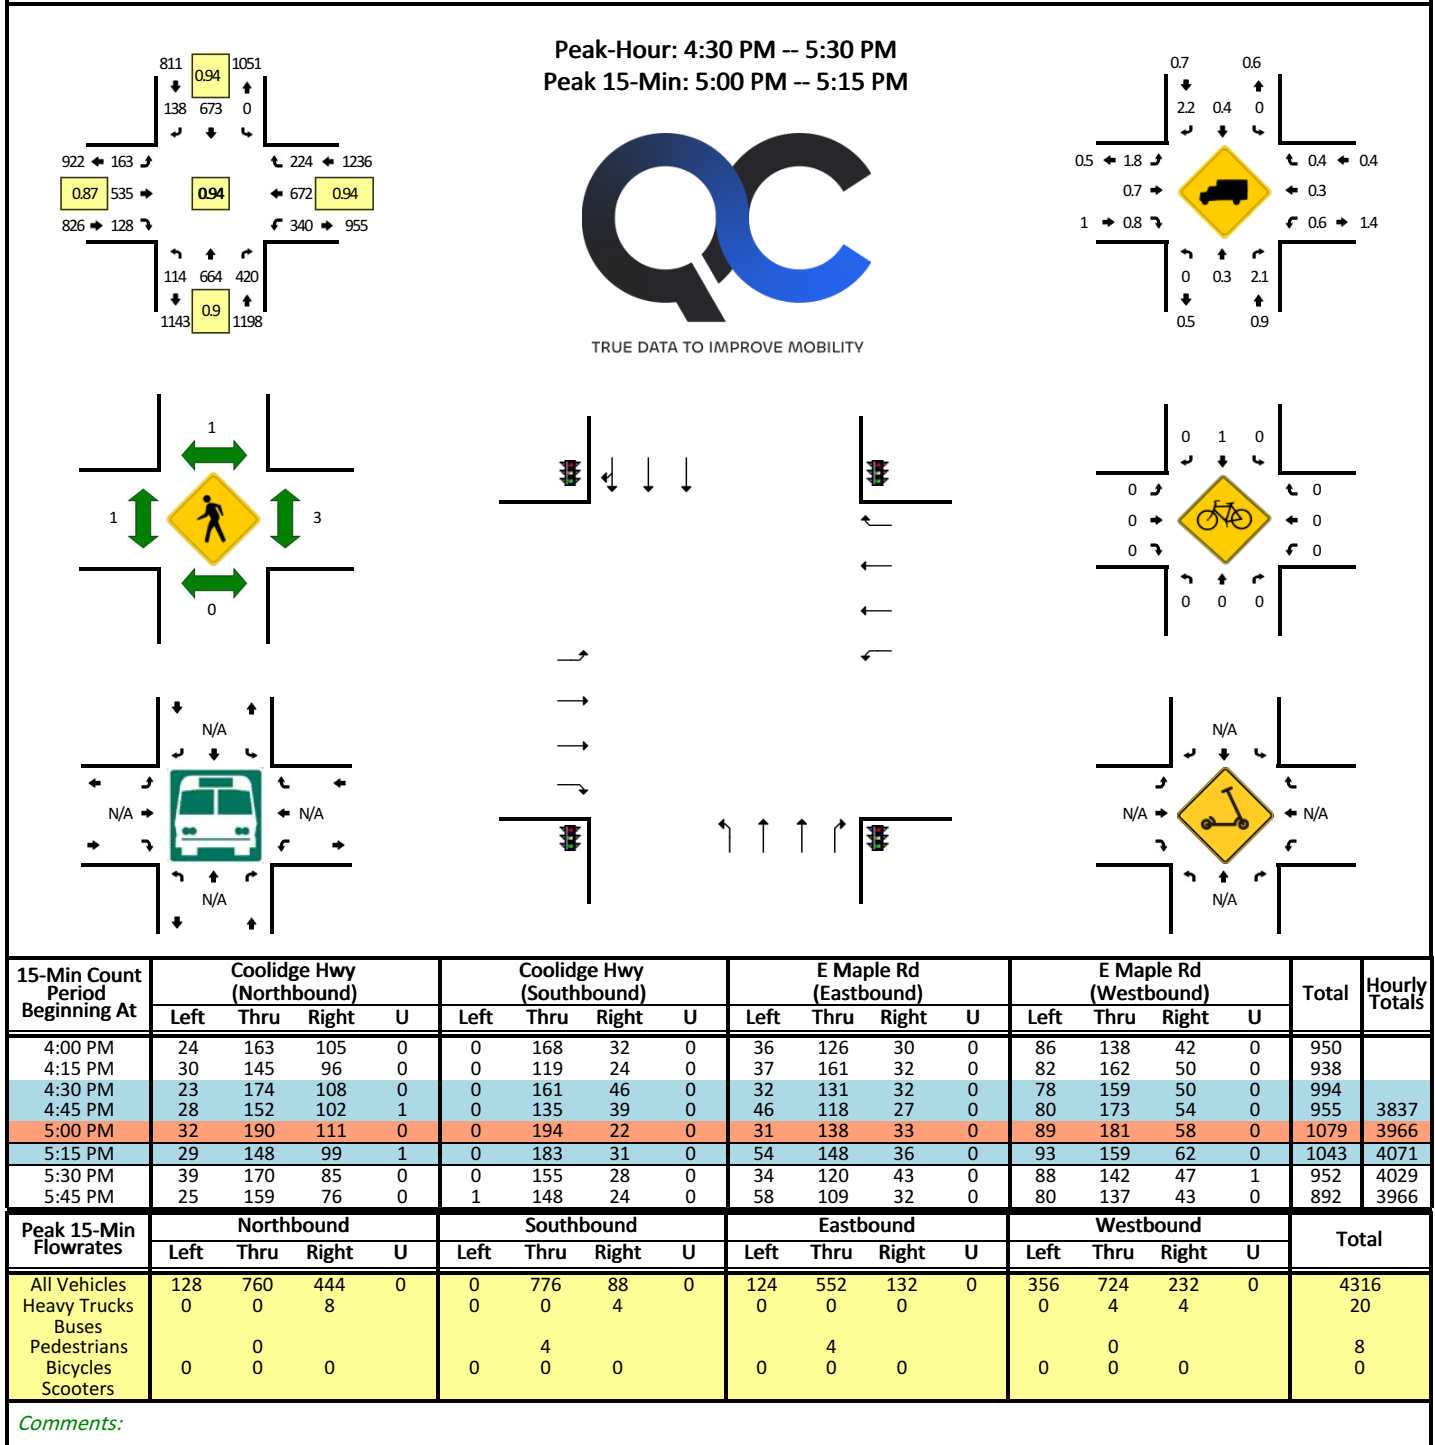 Peak-Hour: 4:30 PM -- 5:30 PM
Peak 15-Min: 5:00 PM -- 5:15 PM
811 0.94 1051
138 673 0
922 163 224 1236
0.87 535 0.94 672 0.94
826 128 340 955
114 664 420
1143 0.9 1198
QC
TRUE DATA TO IMPROVE MOBILITY
0.7 0.6
2.2 0.4 0
0.5 1.8 0.4 0.4
0.7 0.3
1 0.8 0.6 1.4
0 0.3 2.1
0.5 0.9
1
1 3
0
0 1 0
0 0
0 0
0 0
0 0 0
N/A
N/A N/A
N/A
N/A
N/A N/A
N/A
15-Min Count Period Beginning At Coolidge Hwy (Northbound) Coolidge Hwy (Southbound) E Maple Rd (Eastbound) E Maple Rd (Westbound) Total Hourly Totals
Left Thru Right U Left Thru Right U Left Thru Right U Left Thru Right U
4:00 PM 24 163 105 0 0 168 32 0 36 126 30 0 86 138 42 0 950
4:15 PM 30 145 96 0 0 119 24 0 37 161 32 0 82 162 50 0 938
4:30 PM 23 174 108 0 0 161 46 0 32 131 32 0 78 159 50 0 994
4:45 PM 28 152 102 1 0 135 39 0 46 118 27 0 80 173 54 0 955 3837
5:00 PM 32 190 111 0 0 194 22 0 31 138 33 0 89 181 58 0 1079 3966
5:15 PM 29 148 99 1 0 183 31 0 54 148 36 0 93 159 62 0 1043 4071
5:30 PM 39 170 85 0 0 155 28 0 34 120 43 0 88 142 47 1 952 4029
5:45 PM 25 159 76 0 1 148 24 0 58 109 32 0 80 137 43 0 892 3966
Peak 15-Min Flowrates Northbound Southbound Eastbound Westbound Total
Left Thru Right U Left Thru Right U Left Thru Right U Left Thru Right U
All Vehicles 128 760 444 0 0 776 88 0 124 552 132 0 356 724 232 0 4316
Heavy Trucks 0 0 8 0 0 4 0 0 0 0 4 4 20
Buses
Pedestrians 0 4 4 0 8
Bicycles 0 0 0 0 0 0 0 0 0 0 0 0 0
Scooters
Comments: